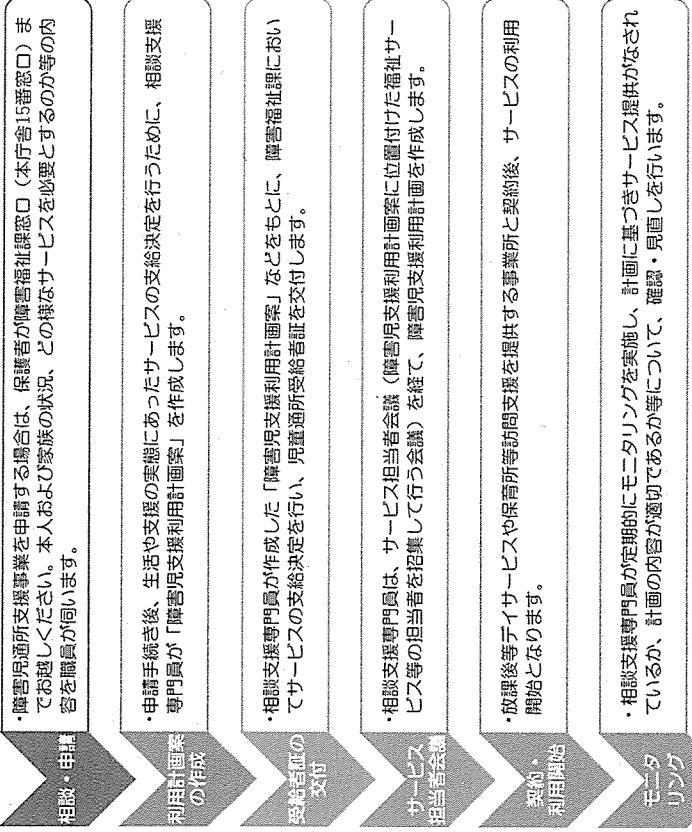 相談・申請
・障害児通所支援事業を申請する場合は、保護者が障害福祉課窓口（本庁舎15番窓口）ま
でお越しください。本人および家族の状況、どの様なサービスを必要とするのか等の内
容を職員が伺います。
利用計画案
の作成
・申請手続き後、生活や支援の実態にあったサービスの支給決定を行うために、相談支援
専門員が「障害児支援利用計画案」を作成します。
受給者証の
交付
・相談支援専門員が作成した「障害児支援利用計画案」などをもとに、障害福祉課におい
てサービスの支給決定を行い、児童通所受給者証を交付します。
サービス
担当者会議
・相談支援専門員は、サービス担当者会議（障害児支援利用計画案に位置付けた福祉サー
ビス等の担当者を招集して行う会議）を経て、障害児支援利用計画を作成します。
契約・
利用開始
・放課後等デイサービスや保育所等訪問支援を提供する事業所と契約後、サービスの利用
開始となります。
モニタ
リング
・相談支援専門員が定期的にモニタリングを実施し、計画に基づきサービス提供がなされ
ているか、計画の内容が適切であるか等について、確認・見直しを行います。